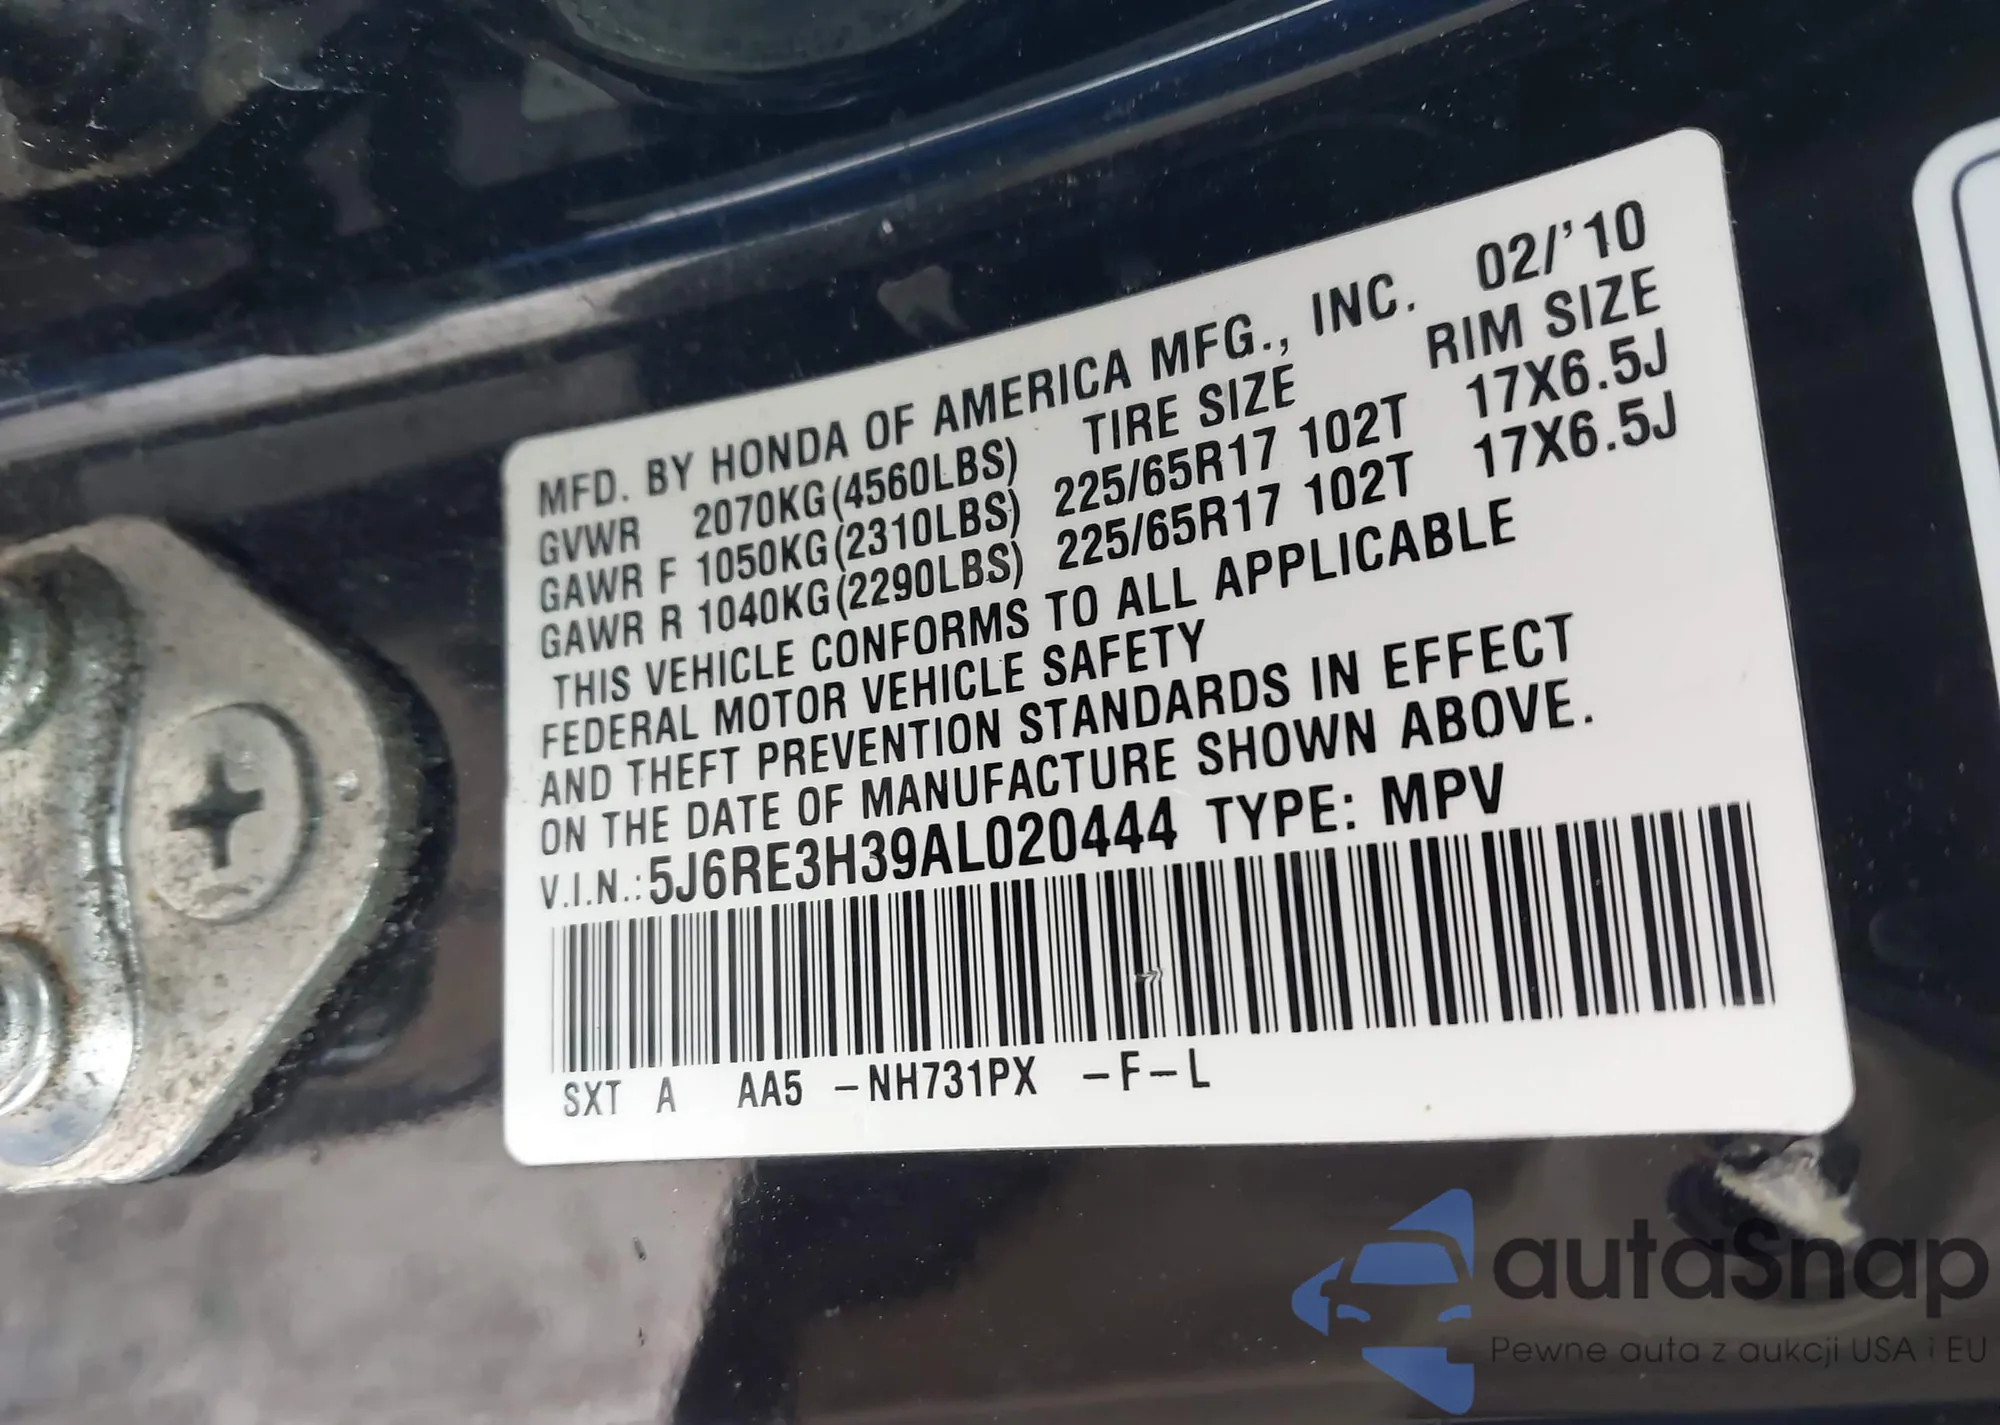 MFD. BY HONDA OF AMERICA MFG., INC. 02/'10
GVWR 2070KG(4560LBS) TIRE SIZE RIM SIZE
GAWR F 1050KG(2310LBS) 225/65R17 102T 17X6.5J
GAWR R 1040KG(2290LBS) 225/65R17 102T 17X6.5J
THIS VEHICLE CONFORMS TO ALL APPLICABLE
FEDERAL MOTOR VEHICLE SAFETY
AND THEFT PREVENTION STANDARDS IN EFFECT
ON THE DATE OF MANUFACTURE SHOWN ABOVE.
V.I.N.: 5J6RE3H39AL020444 TYPE: MPV
SXT A AA5 -NH731PX -F-L
autaSnap
Pewne auta z aukcji USA i EU